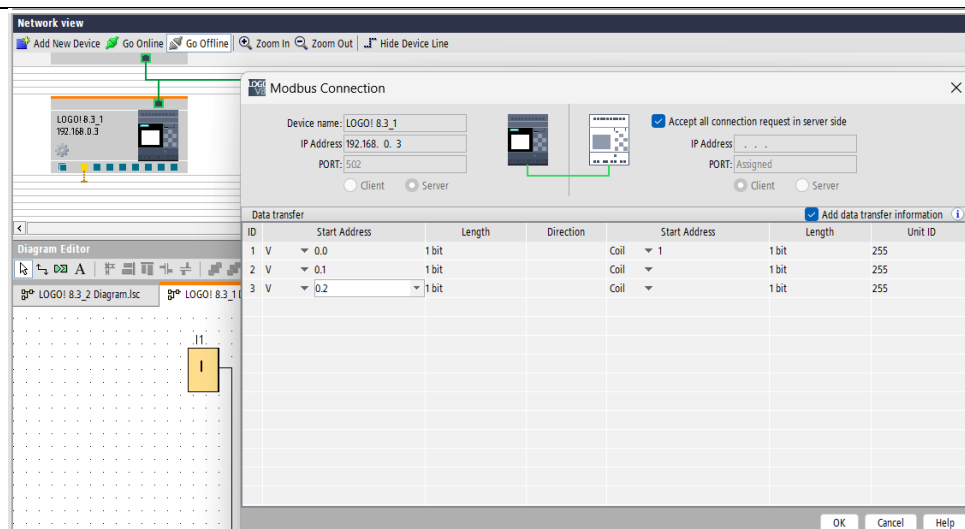 Network view
Add New Device Go Online Go Offline Zoom In Zoom Out Hide Device Line
LOGO! 8.3_1
192.168.0.3
Modbus Connection
Device name: LOGO! 8.3_1
IP Address 192.168. 0. 3
PORT: 502
Client Server
Accept all connection request in server side
IP Address . . .
PORT: Assigned
Client Server
Data transfer Add data transfer information
ID Start Address Length Direction Start Address Length Unit ID
1 V 0.0 1 bit Coil 1 1 bit 255
2 V 0.1 1 bit Coil 1 bit 255
3 V 0.2 1 bit Coil 1 bit 255
Diagram Editor
LOGO! 8.3_2 Diagram.lsc LOGO! 8.3_1
I1
I
OK Cancel Help